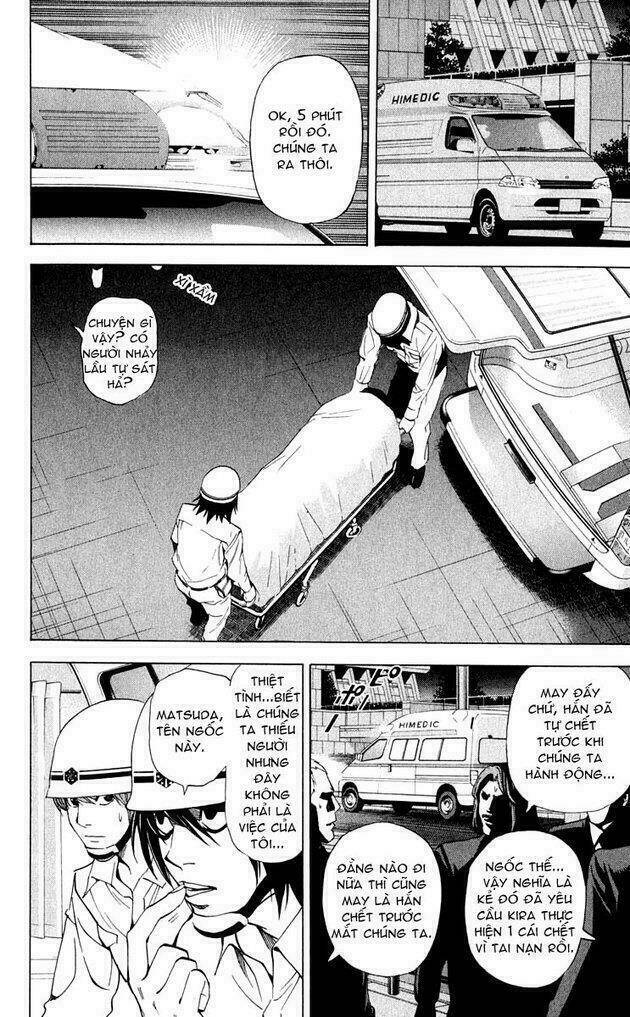 HIMEDIC
OK, 5 PHÚT
RỒI ĐÓ.
CHÚNG TA
RA THÔI.
XÌ XẦM
CHUYỆN GÌ
VẬY? CÓ
NGƯỜI NHẢY
LẦU TỰ SÁT
HẢ?
ピーポー
HIMEDIC
MAY ĐẤY
CHỨ, HẮN ĐÃ
TỰ CHẾT
TRƯỚC KHI
CHÚNG TA
HÀNH ĐỘNG...
NGỐC THẾ...
VẬY NGHĨA LÀ
KẺ ĐÓ ĐÃ YÊU
CẦU KIRA THỰC
HIỆN 1 CÁI CHẾT
VÌ TAI NẠN RỒI.
ĐẰNG NÀO ĐI
NỮA THÌ CŨNG
MAY LÀ HẮN
CHẾT TRƯỚC
MẮT CHÚNG TA.
THIỆT
TÌNH...BIẾT
LÀ CHÚNG
TA THIẾU
NGƯỜI
NHƯNG
ĐÂY
KHÔNG
PHẢI LÀ
VIỆC CỦA
TÔI...
MATSUDA,
TÊN NGỐC
NÀY.